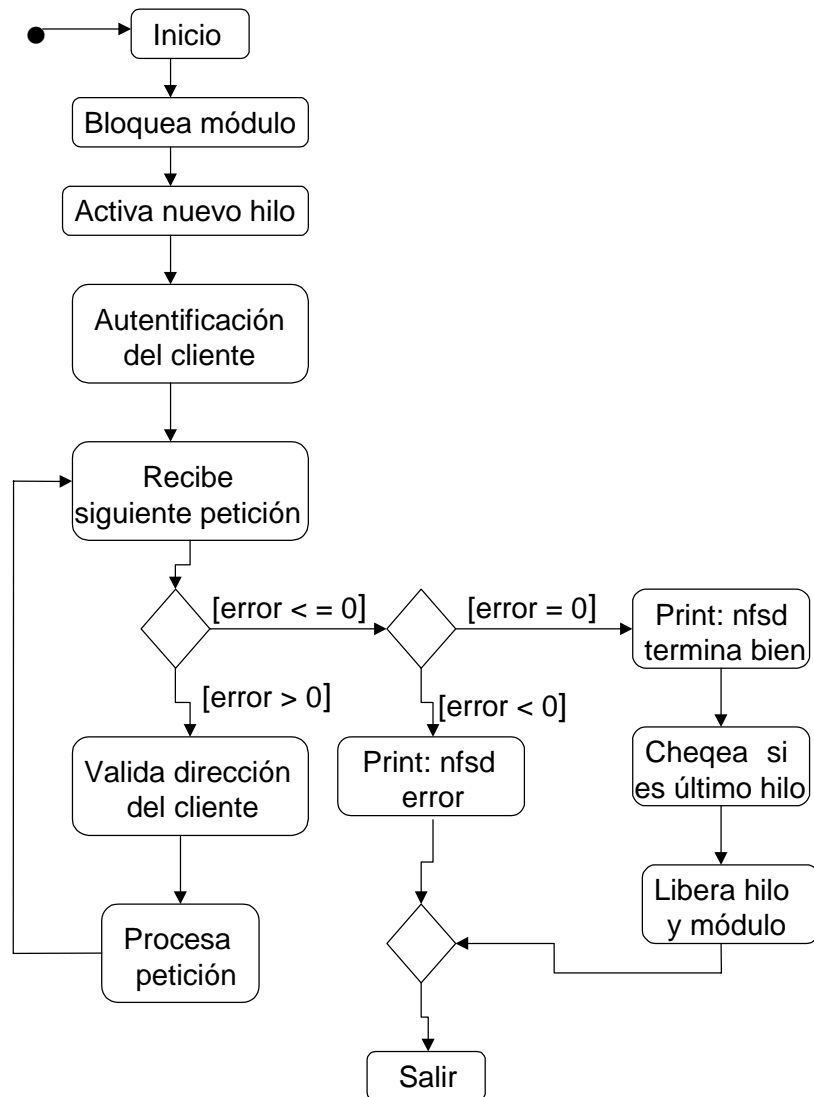 Inicio
Bloquea módulo
Activa nuevo hilo
Autentificación
del cliente
Recibe
siguiente petición
[error < = 0]
[error = 0]
Print: nfsd
termina bien
[error > 0]
[error < 0]
Valida dirección
del cliente
Print: nfsd
error
Cheqea si
es último hilo
Procesa
petición
Libera hilo
y módulo
Salir